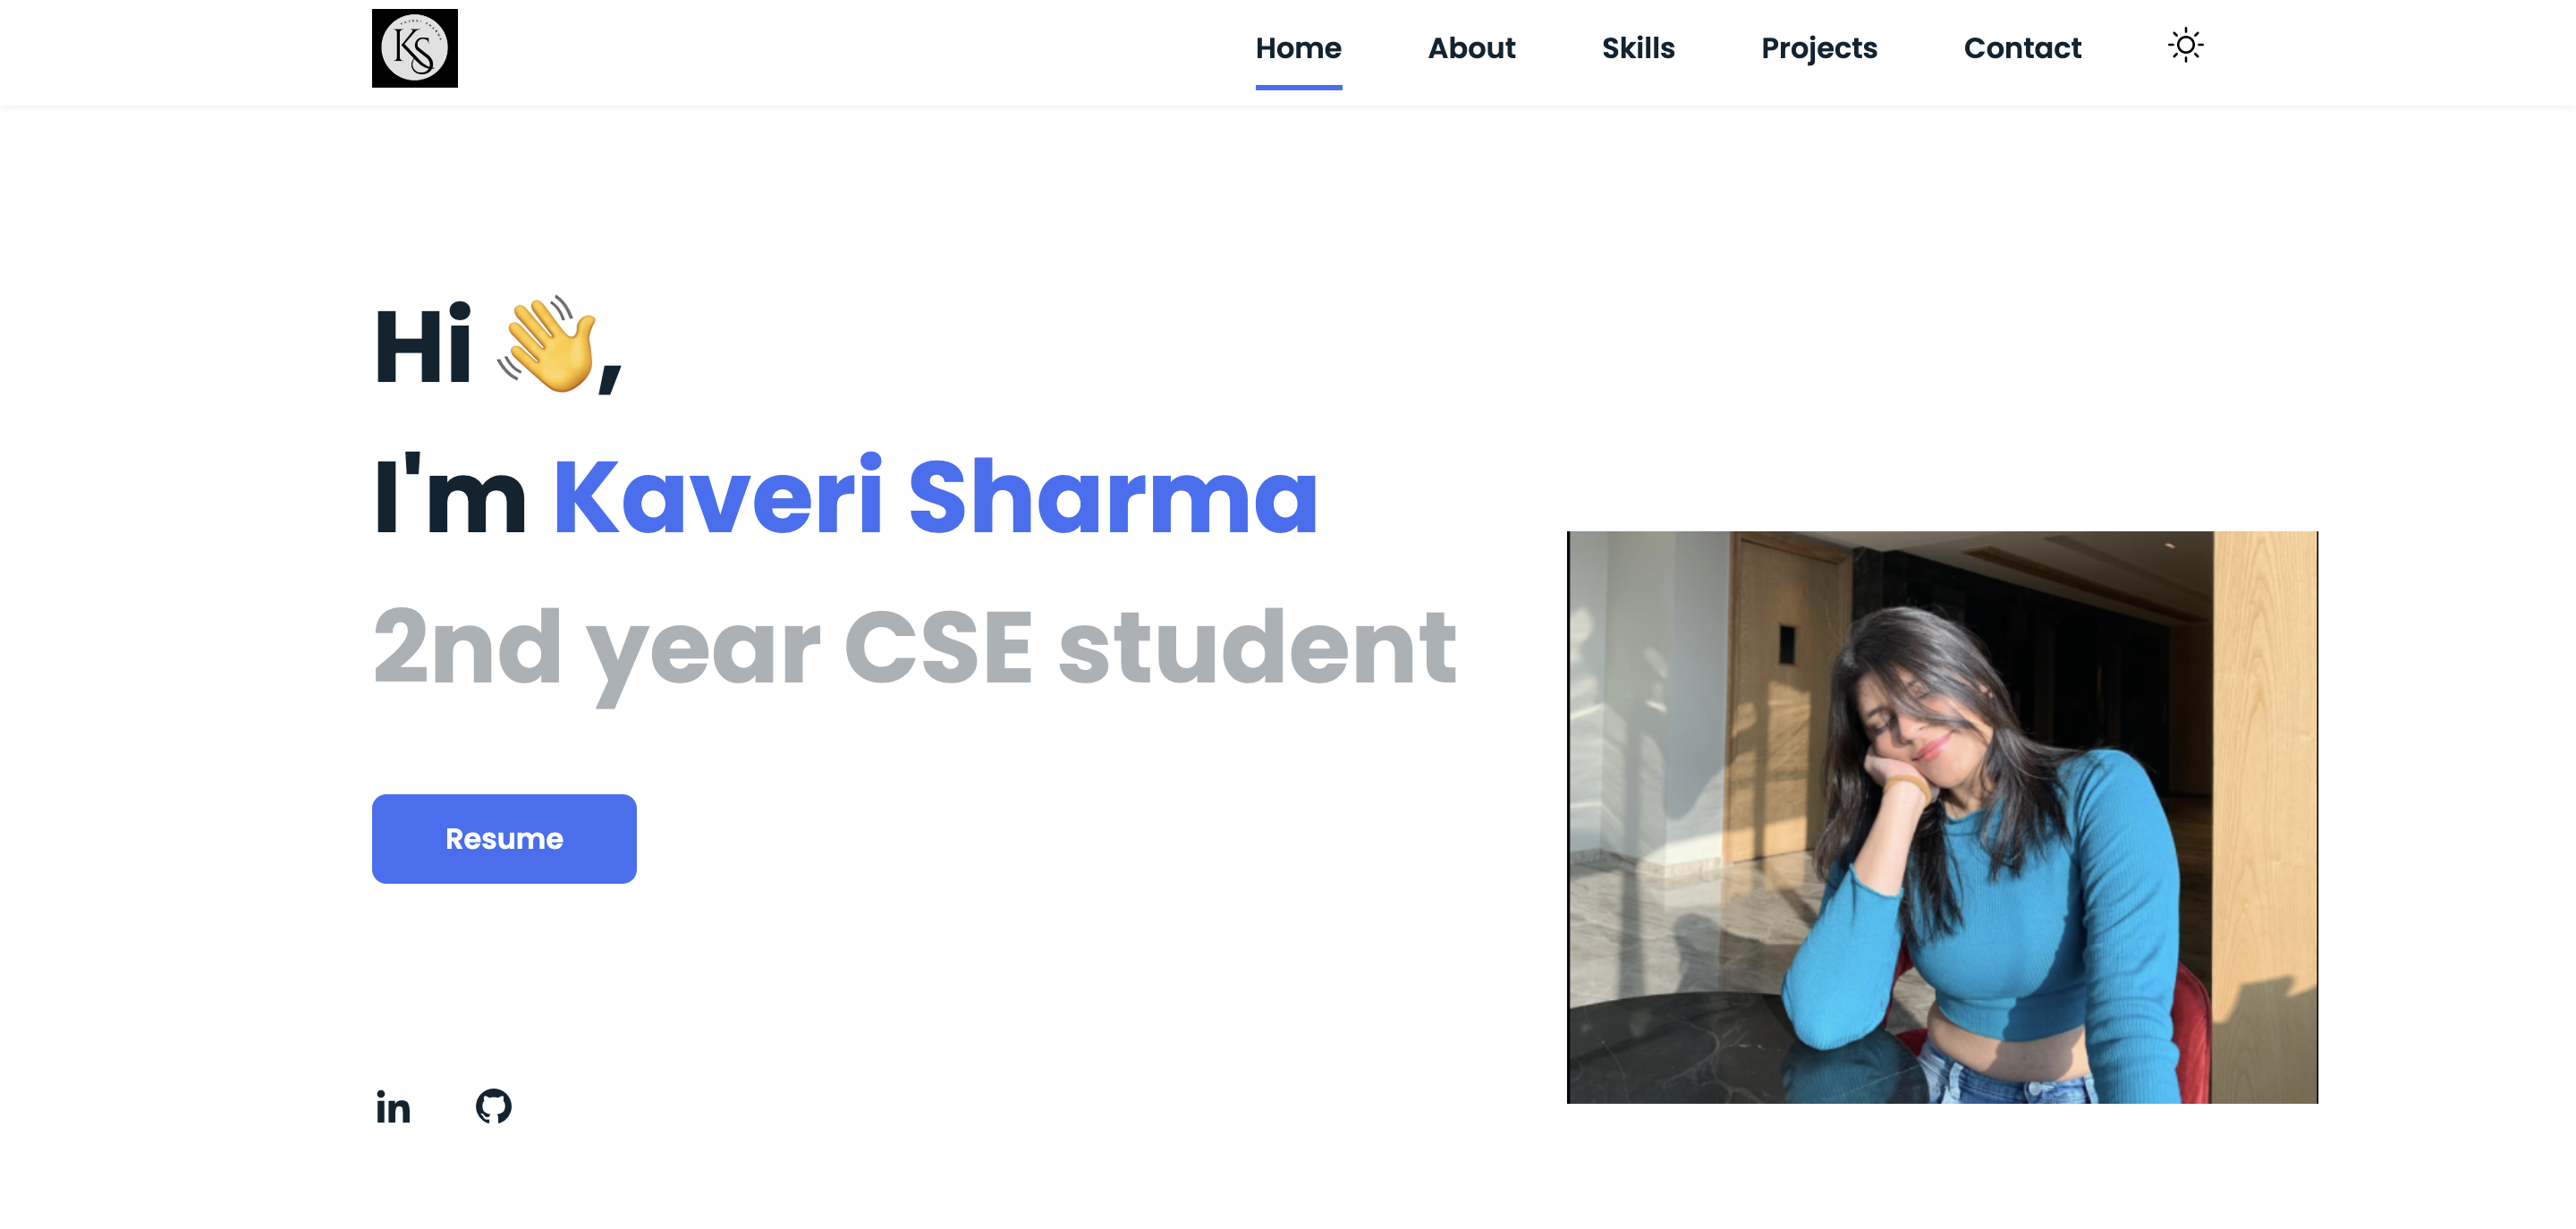 KS
Home About Skills Projects Contact
Hi 👋,
I'm Kaveri Sharma
2nd year CSE student
Resume
in